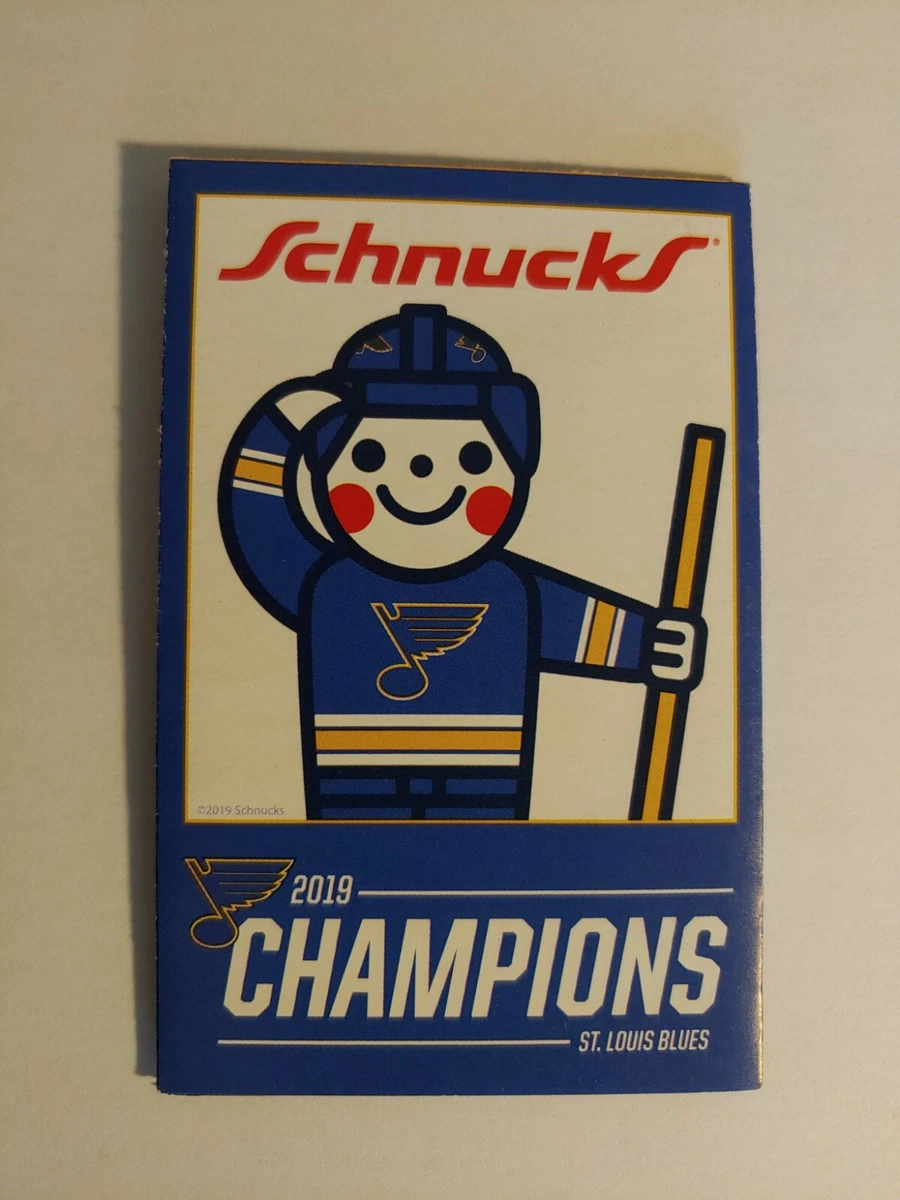 Schnucks®
©2019 Schnucks
2019
CHAMPIONS
ST. LOUIS BLUES